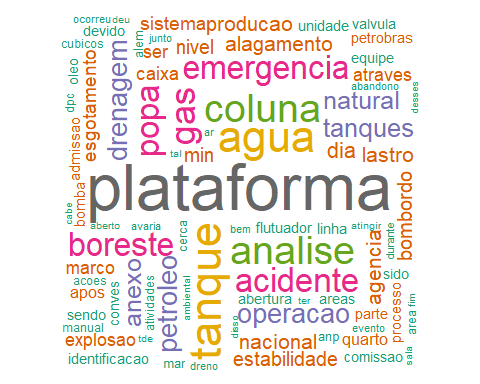 ocorreu deu
alem
sistemaproducao
unidade
valvula
cubicos
devido
junto
ser
nivel
alagamento
petrobras
oleo
caixa
emergencia
equipe
atraves
dpc
esgotamento
drenagem
popa
gas
coluna
natural
abandono
desses
admissao
ar
agua
tanques
bomba
tal
min
dia
lastro
plataforma
cabe
aberto
avaria
bem
flutuador
linha
atingir
durante
bombordo
boreste
cerca
tanque
analise
marco
acoes
anexo
atividades
petroleo
ambiental
acidente
agencia
sido
apos
conves
abertura
ter
areas
processo
sendo
operacao
parte
area
fim
manual
tde
disso
nacional
anp
evento
quarto
explosao
identificacao
mar
dreno
estabilidade
comissao
sala